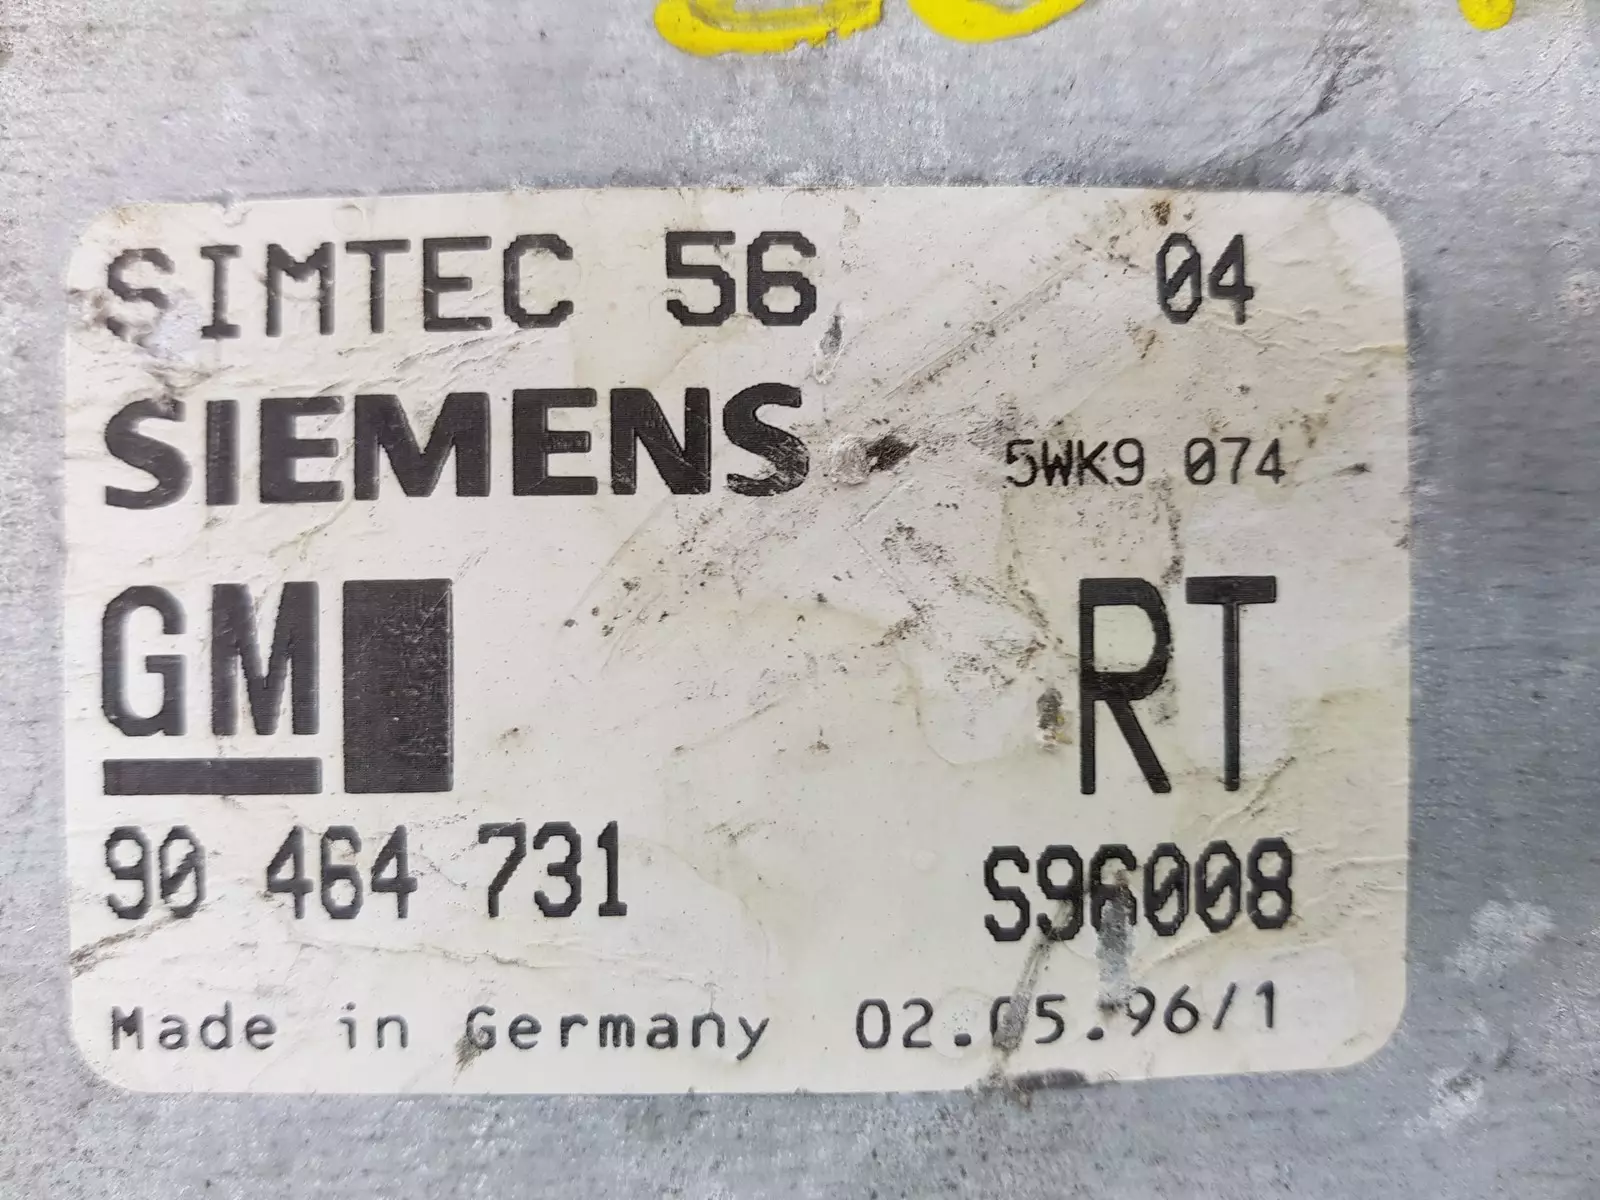 SIMTEC 56 04
SIEMENS 5WK9 074
GM RT
90 464 731 S96008
Made in Germany 02.05.96/1